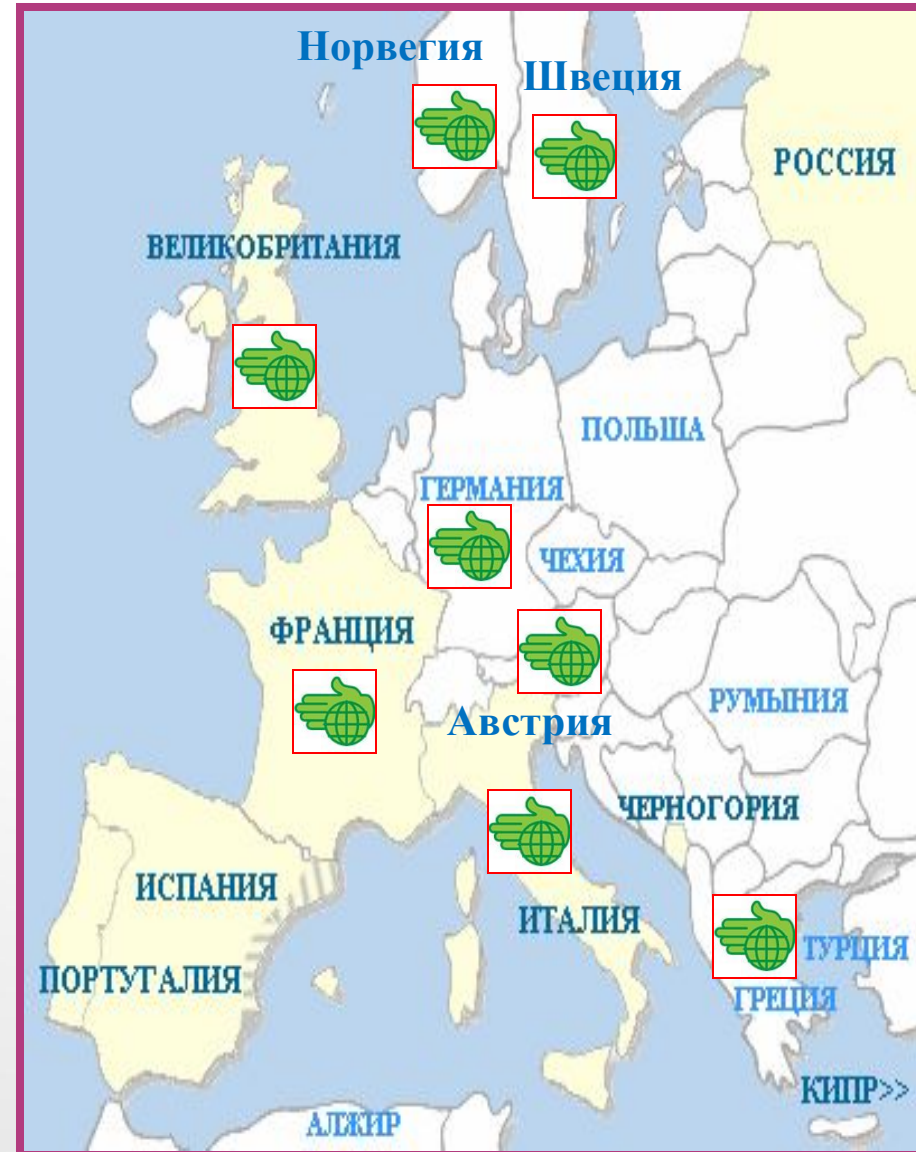 Норвегия
Швеция
РОССИЯ
ВЕЛИКОБРИТАНИЯ
ПОЛЬША
ГЕРМАНИЯ
ЧЕХИЯ
ФРАНЦИЯ
РУМЫНИЯ
Австрия
ЧЕРНОГОРИЯ
ИСПАНИЯ
ИТАЛИЯ
ТУРЦИЯ
ПОРТУГАЛИЯ
ГРЕЦИЯ
КИПР>>
АЛЖИР